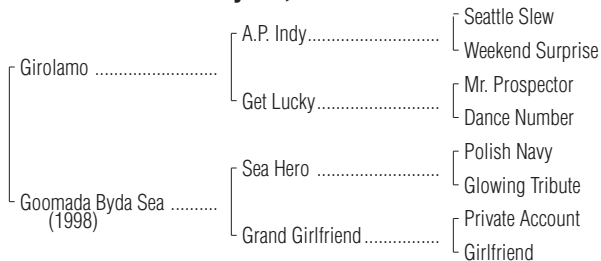 Seattle Slew
A.P. Indy..............................
Weekend Surprise
Girolamo ..........................
Mr. Prospector
Get Lucky..........................
Dance Number
Polish Navy
Sea Hero ..........................
Glowing Tribute
Goomada Byda Sea ..........
(1998)
Private Account
Grand Girlfriend................
Girlfriend